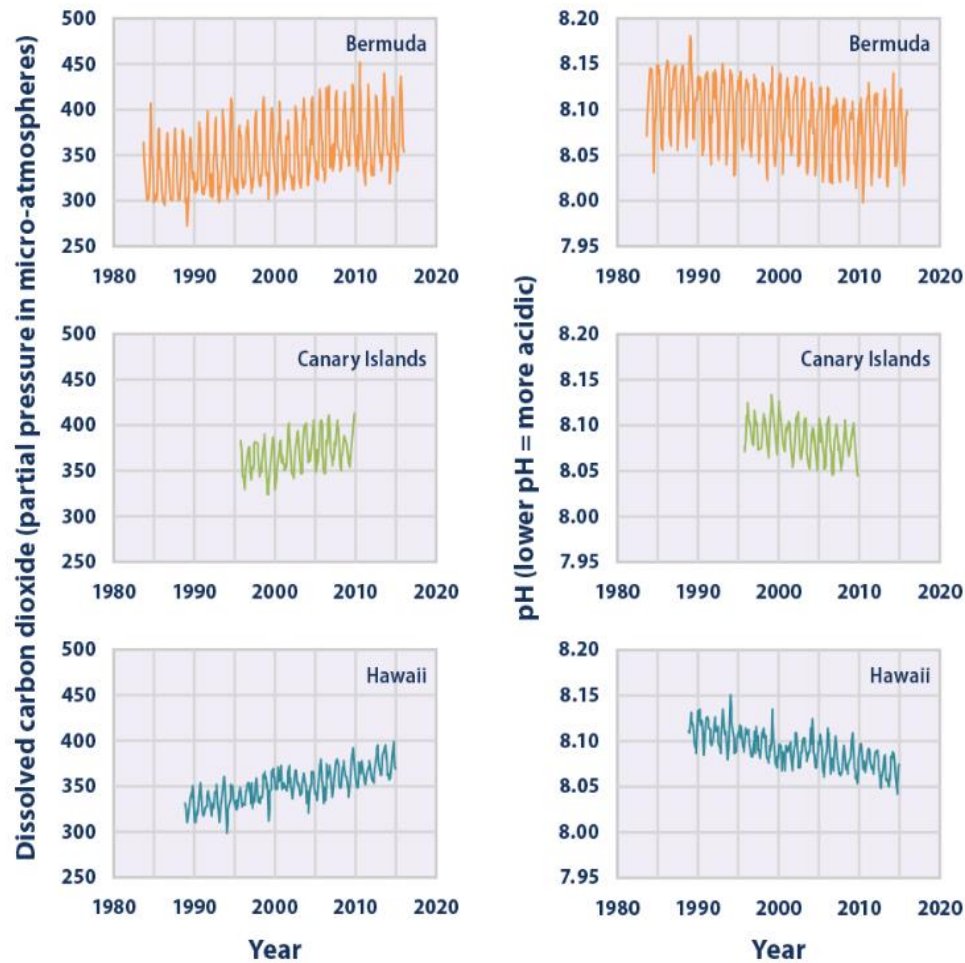 Dissolved carbon dioxide (partial pressure in micro-atmospheres)
500
450
400
350
300
250
Bermuda
1980 1990 2000 2010 2020
500
450
400
350
300
250
Canary Islands
1980 1990 2000 2010 2020
500
450
400
350
300
250
Hawaii
1980 1990 2000 2010 2020
Year
pH (lower pH = more acidic)
8.20
8.15
8.10
8.05
8.00
7.95
Bermuda
1980 1990 2000 2010 2020
8.20
8.15
8.10
8.05
8.00
7.95
Canary Islands
1980 1990 2000 2010 2020
8.20
8.15
8.10
8.05
8.00
7.95
Hawaii
1980 1990 2000 2010 2020
Year